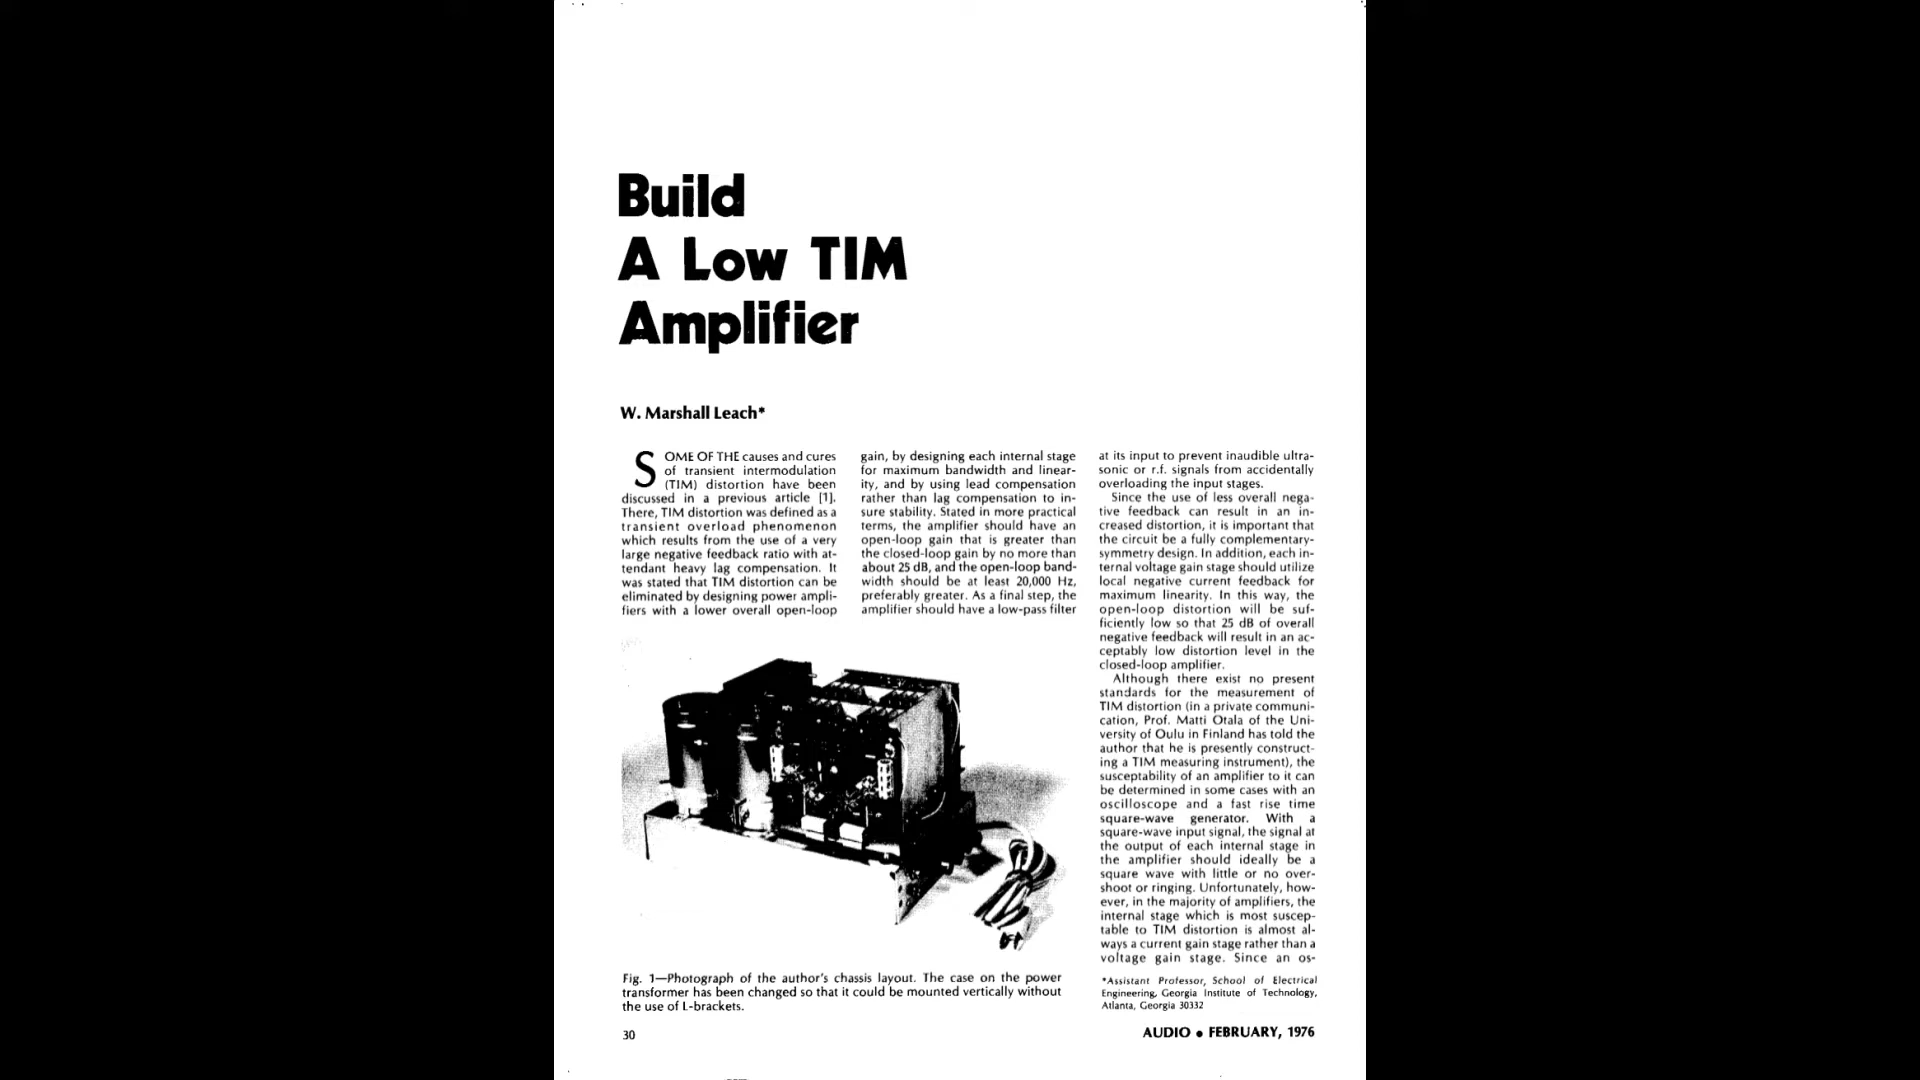 Build
A Low TIM
Amplifier
W. Marshall Leach*
SOME OF THE causes and cures
of transient intermodulation
(TIM) distortion have been
discussed in a previous article [1].
There, TIM distortion was defined as a
transient overload phenomenon
which results from the use of a very
large negative feedback ratio with at-
tendant heavy lag compensation. It
was stated that TIM distortion can be
eliminated by designing power ampli-
fiers with a lower overall open-loop
gain, by designing each internal stage
for maximum bandwidth and linear-
ity, and by using lead compensation
rather than lag compensation to in-
sure stability. Stated in more practical
terms, the amplifier should have an
open-loop gain that is greater than
the closed-loop gain by no more than
about 25 dB, and the open-loop band-
width should be at least 20,000 Hz,
preferably greater. As a final step, the
amplifier should have a low-pass filter
at its input to prevent inaudible ultra-
sonic or r.f. signals from accidentally
overloading the input stages.
Since the use of less overall nega-
tive feedback can result in an in-
creased distortion, it is important that
the circuit be a fully complementary-
symmetry design. In addition, each in-
ternal voltage gain stage should utilize
local negative current feedback for
maximum linearity. In this way, the
open-loop distortion will be suf-
ficiently low so that 25 dB of overall
negative feedback will result in an ac-
ceptably low distortion level in the
closed-loop amplifier.
Although there exist no present
standards for the measurement of
TIM distortion (in a private communi-
cation, Prof. Matti Otala of the Uni-
versity of Oulu in Finland has told the
author that he is presently construct-
ing a TIM measuring instrument), the
susceptability of an amplifier to it can
be determined in some cases with an
oscilloscope and a fast rise time
square-wave generator. With a
square-wave input signal, the signal at
the output of each internal stage in
the amplifier should ideally be a
square wave with little or no over-
shoot or ringing. Unfortunately, how-
ever, in the majority of amplifiers, the
internal stage which is most suscep-
table to TIM distortion is almost al-
ways a current gain stage rather than a
voltage gain stage. Since an os-
Fig. 1—Photograph of the author's chassis layout. The case on the power
transformer has been changed so that it could be mounted vertically without
the use of L-brackets.
*Assistant Professor, School of Electrical
Engineering, Georgia Institute of Technology,
Atlanta, Georgia 30332
30
AUDIO • FEBRUARY, 1976